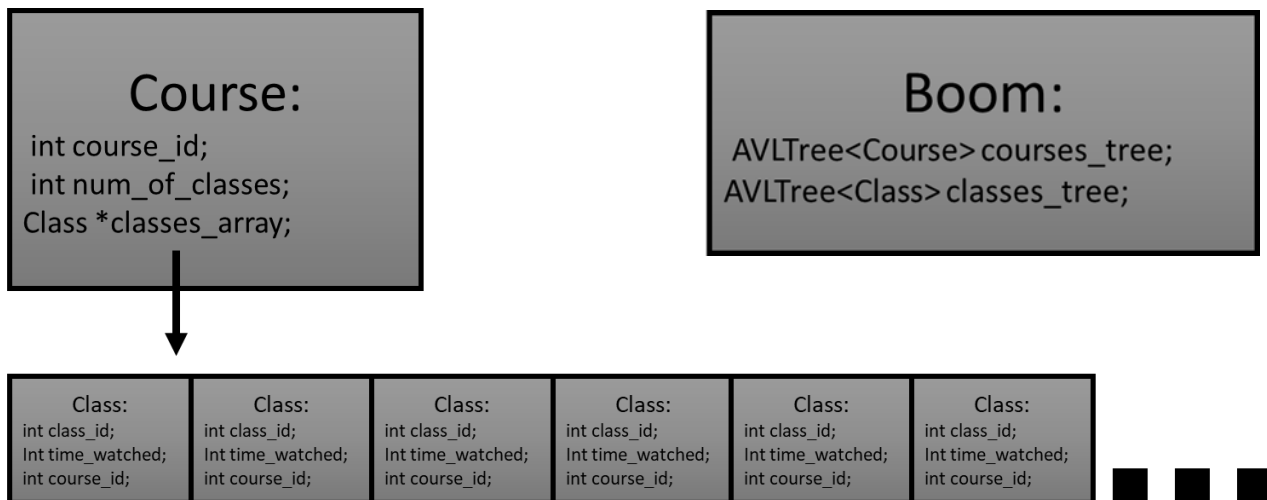 Course:
int course_id;
int num_of_classes;
Class *classes_array;
Boom:
AVLTree<Course> courses_tree;
AVLTree<Class> classes_tree;
Class:
int class_id;
Int time_watched;
int course_id;
Class:
int class_id;
Int time_watched;
int course_id;
Class:
int class_id;
Int time_watched;
int course_id;
Class:
int class_id;
Int time_watched;
int course_id;
Class:
int class_id;
Int time_watched;
int course_id;
Class:
int class_id;
Int time_watched;
int course_id;